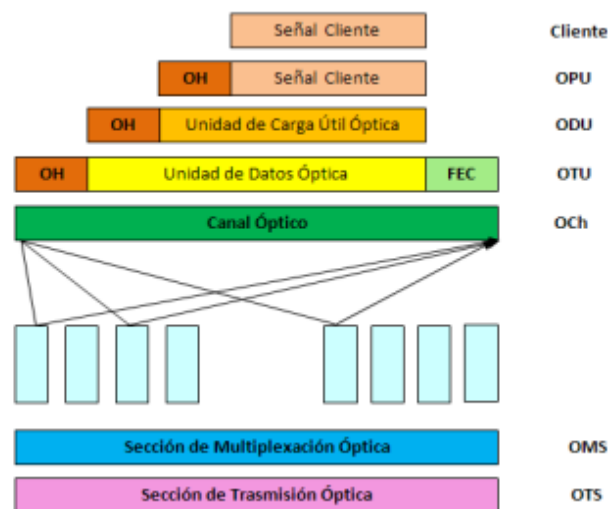 Señal Cliente Cliente
OH Señal Cliente OPU
OH Unidad de Carga Útil Óptica ODU
OH Unidad de Datos Óptica FEC OTU
Canal Óptico OCh
Sección de Multiplexación Óptica OMS
Sección de Trasmisión Óptica OTS